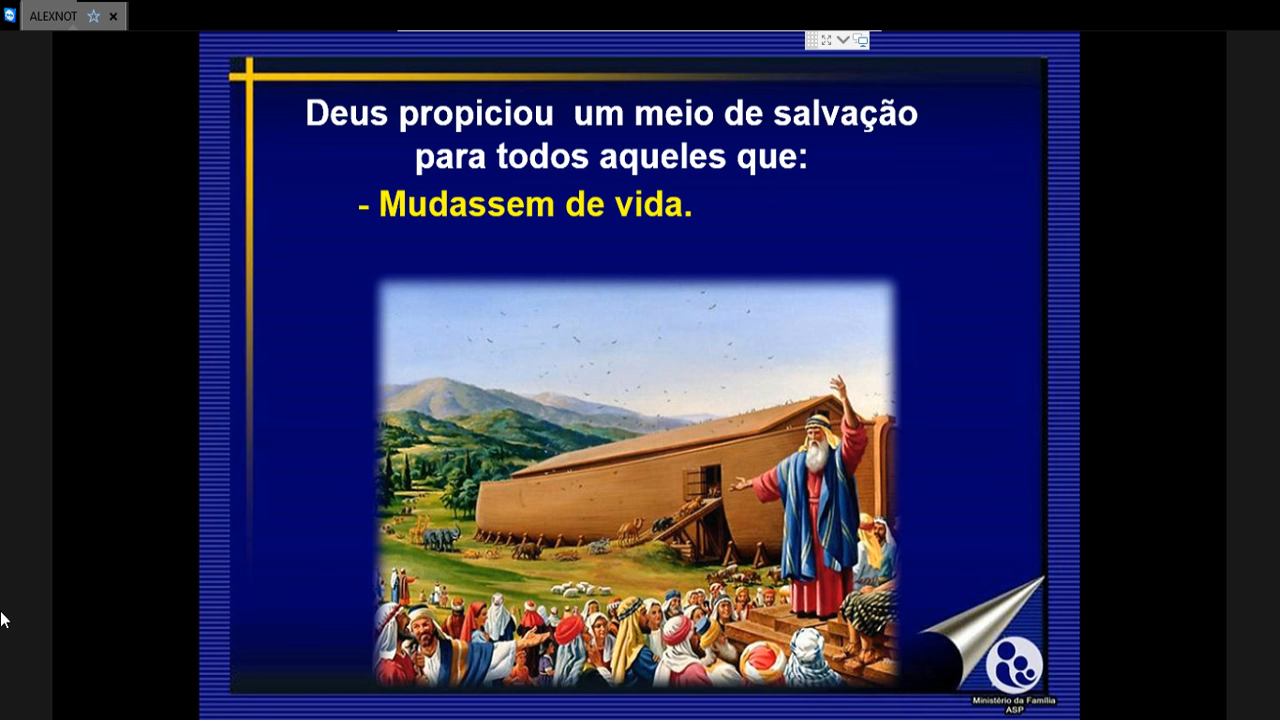 ALEXNOT
Deus propiciou um meio de salvação
para todos aqueles que:
- Mudassem de vida.
Ministério da Família
ASP